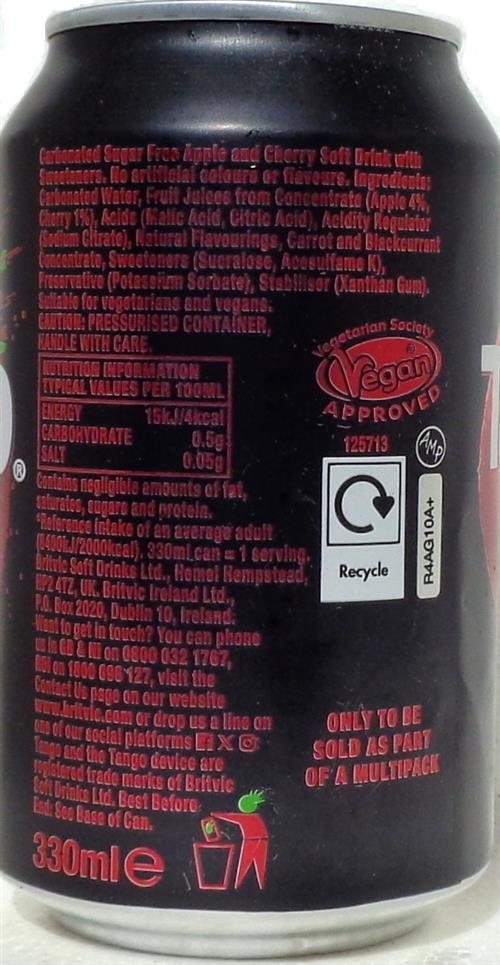 Carbonated Sugar Free Apple and Cherry Soft Drink with
Sweeteners. No artificial colours or flavours. Ingredients:
Carbonated Water, Fruit Juices from Concentrate (Apple 4%,
Cherry 1%), Acids (Malic Acid, Citric Acid), Acidity Regulator
(Sodium Citrate), Natural Flavourings, Carrot and Blackcurrant
Concentrate, Sweeteners (Sucralose, Acesulfame K),
Preservative (Potassium Sorbate), Stabiliser (Xanthan Gum).
Suitable for vegetarians and vegans.
CAUTION: PRESSURISED CONTAINER,
HANDLE WITH CARE.
NUTRITION INFORMATION
TYPICAL VALUES PER 100ML
ENERGY 15kJ/4kcal
CARBOHYDRATE 0.5g
SALT 0.05g
Contains negligible amounts of fat,
saturates, sugars and protein.
*Reference intake of an average adult
(8400kJ/2000kcal). 330ml can = 1 serving.
Britvic Soft Drinks Ltd., Hemel Hempstead,
HP2 4TZ, UK. Britvic Ireland Ltd.,
P.O. Box 2020, Dublin 10, Ireland.
Want to get in touch? You can phone
us in GB & NI on 0800 032 1767,
ROI on 1800 696 127, visit the
Contact Us page on our website
www.britvic.com or drop us a line on
one of our social platforms
Tango and the Tango device are
registered trade marks of Britvic
Soft Drinks Ltd. Best Before
End: See Base of Can.
330ml e
Vegetarian Society
Vegan
APPROVED
125713
AMP
Recycle
R4AG10A+
ONLY TO BE
SOLD AS PART
OF A MULTIPACK
®
T